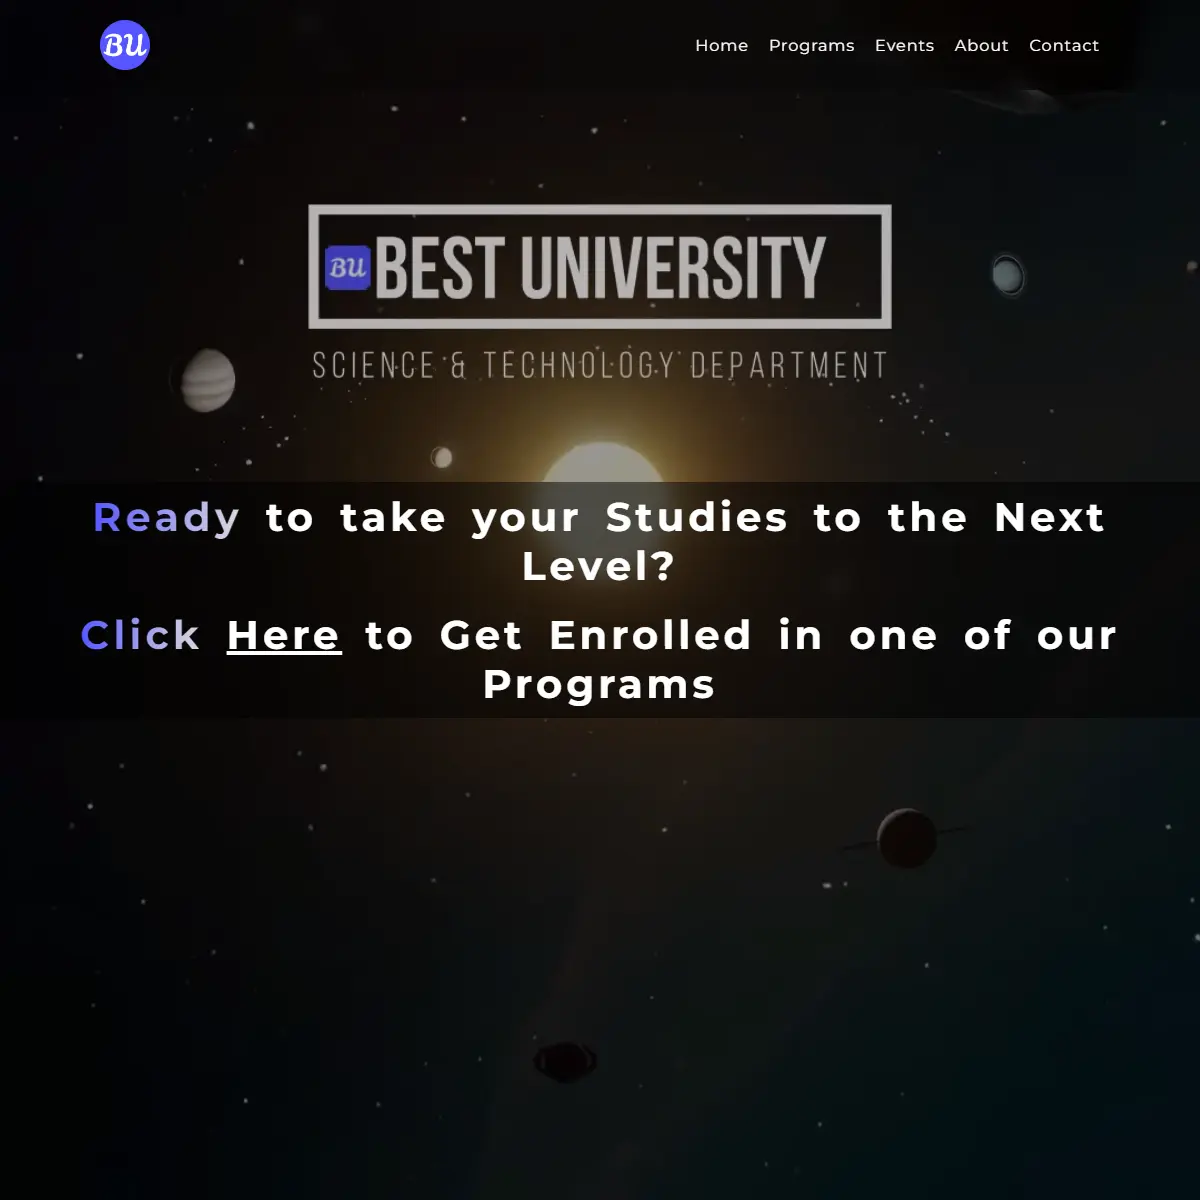 BU
Home Programs Events About Contact
BU BEST UNIVERSITY
SCIENCE & TECHNOLOGY DEPARTMENT
Ready to take your Studies to the Next
Level?
Click Here to Get Enrolled in one of our
Programs